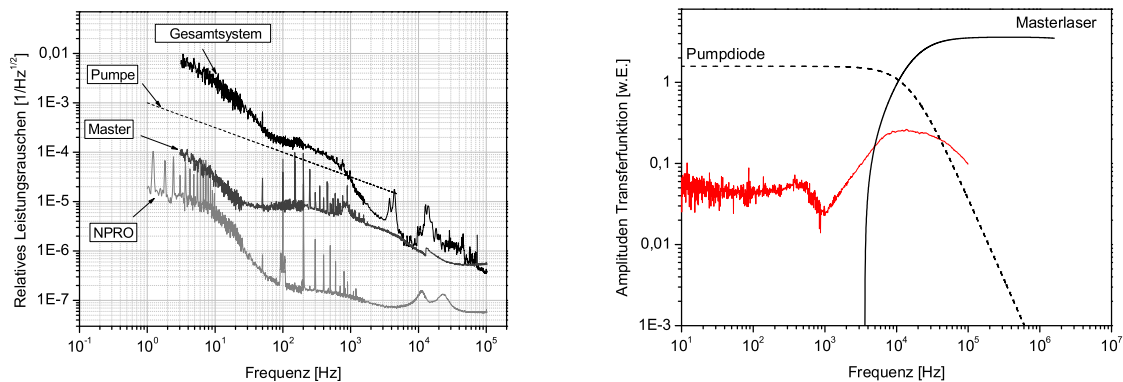 Gesamtsystem
Pumpe
Master
NPRO
0,01
1E-3
1E-4
1E-5
1E-6
1E-7
Relatives Leistungsrauschen [1/Hz^1/2]
10^-1 10^0 10^1 10^2 10^3 10^4 10^5
Frequenz [Hz]
Masterlaser
Pumpdiode
1
0,1
0,01
1E-3
Amplituden Transferfunktion [w.E.]
10^1 10^2 10^3 10^4 10^5 10^6 10^7
Frequenz [Hz]